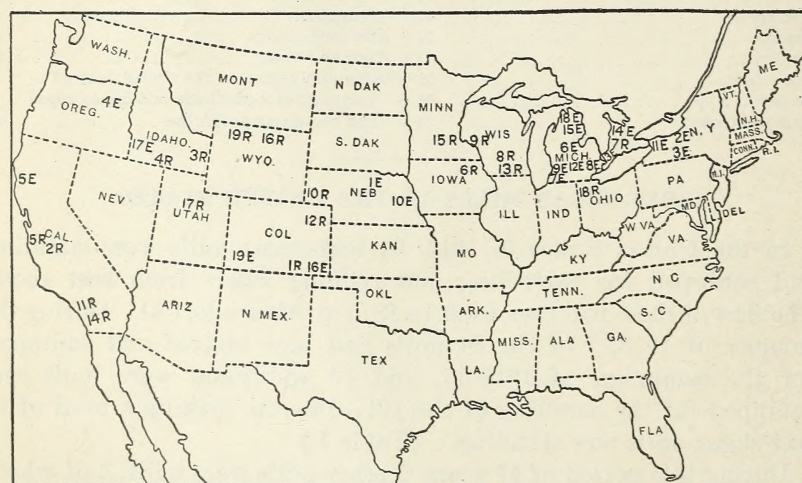 WASH.
ME
MONT
N DAK
MINN
VT.
OREG.
4E
18E
15E
14E
N.H.
IDAHO.
19R 16R
S. DAK
15R
9R
WIS
6E
7R
11E
2E
N.Y
MASS.
17E
4R
3R
WYO.
8R
MICH
3E
CONN.
R.I.
13R
9E
12E
8E
7E
6R
IOWA
18R
OHIO
PA
N.J.
5E
NEV
17R
UTAH
10R
1E
NEB
10E
ILL
IND
MD
DEL
12R
W VA.
VA.
5R
CAL
2R
COL
KAN
MO
KY
19E
1R 16E
N C
11R
14R
ARIZ
N MEX.
OKL
ARK.
TENN.
S. C
TEX
MISS.
ALA
GA.
LA.
FLA